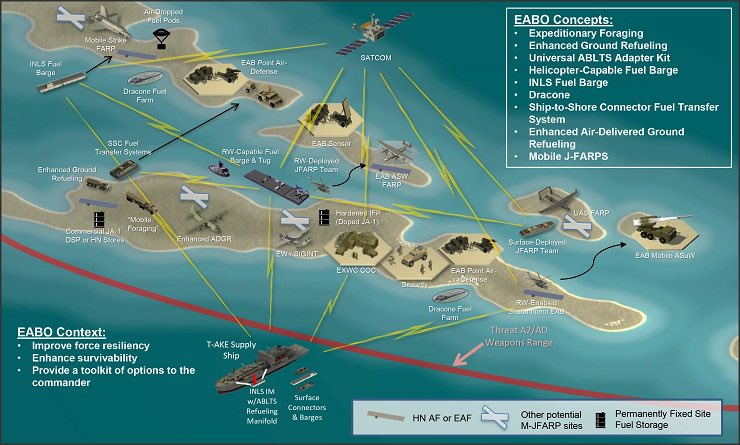 Air-Dropped
Fuel Pods
Mobile Strike
FARP
INLS Fuel
Barge
Dracone
Fuel Farm
EAB Point Air-
Defense
SATCOM
EABO Concepts:
• Expeditionary Foraging
• Enhanced Ground Refueling
• Universal ABLTS Adapter Kit
• Helicopter-Capable Fuel Barge
• INLS Fuel Barge
• Dracone
• Ship-to-Shore Connector Fuel Transfer
System
• Enhanced Air-Delivered Ground
Refueling
• Mobile J-FARPS
EAB Sensor
SSC Fuel
Transfer Systems
RW-Capable Fuel
Barge & Tug
RW-Deployed
JFARP Team
EAB ASW
FARP
Enhanced Ground
Refueling
Commercial JA-1
DSP or HN Stores
"Mobile
Foraging"
Enhanced ADGR
Hardened IFP
(Doped JA-1)
EW / SIGINT
EXWC COC
Security
EAB Point Air-
Defense
UAS FARP
Surface-Deployed
JFARP Team
EAB Mobile ASuW
Dracone Fuel
Farm
RW-Enabled
Sustainment EAB
EABO Context:
• Improve force resiliency
• Enhance survivability
• Provide a toolkit of options to the
commander
T-AKE Supply
Ship
INLS IM
w/ABLTS
Refueling
Manifold
Surface
Connectors
& Barges
Threat A2/AD
Weapons Range
HN AF or EAF
Other potential
M-JFARP sites
Permanently Fixed Site
Fuel Storage